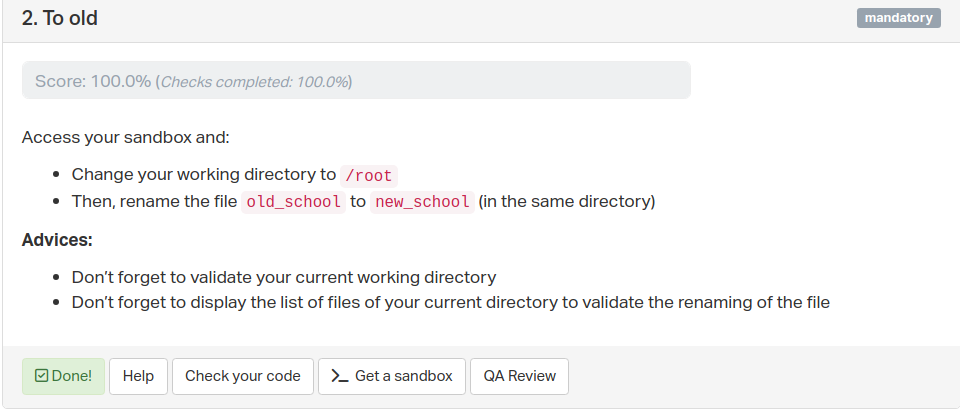 2. To old
mandatory
Score: 100.0% (Checks completed: 100.0%)
Access your sandbox and:
Change your working directory to /root
Then, rename the file old_school to new_school (in the same directory)
Advices:
Don’t forget to validate your current working directory
Don’t forget to display the list of files of your current directory to validate the renaming of the file
Done! Help Check your code >_ Get a sandbox QA Review